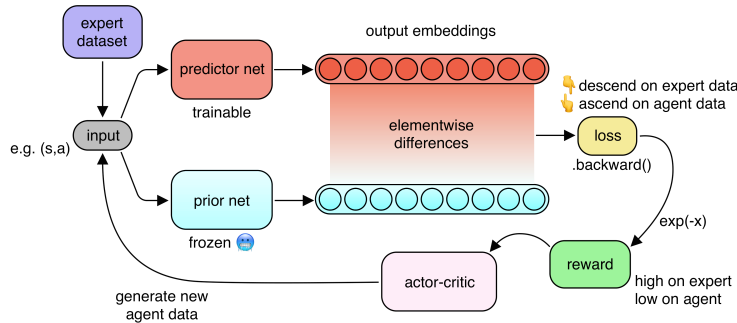 expert
dataset
output embeddings
predictor net
trainable
👇 descend on expert data
👆 ascend on agent data
input
e.g. (s,a)
elementwise
differences
loss
.backward()
prior net
frozen 🥶
exp(-x)
reward
high on expert
low on agent
actor-critic
generate new
agent data